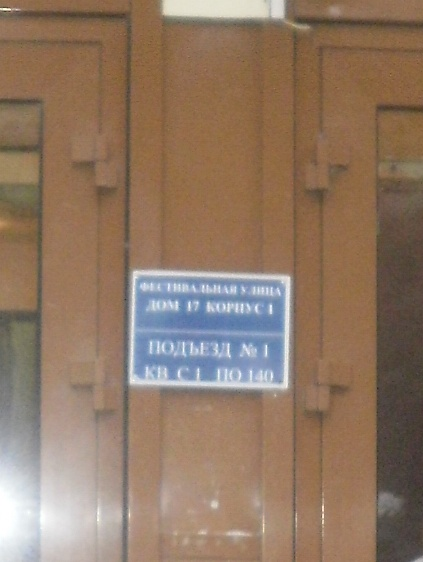 ФЕСТИВАЛЬНАЯ УЛИЦА
ДОМ 17 КОРПУС 1
ПОДЪЕЗД № 1
КВ С 1 ПО 140